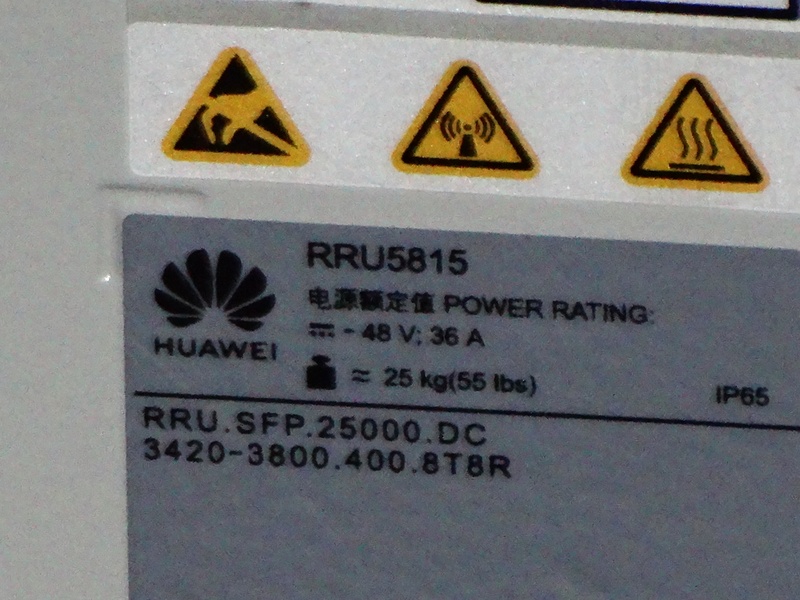 RRU5815
电源额定值 POWER RATING:
⎓ - 48 V; 36 A
HUAWEI
≈ 25 kg(55 lbs)
IP65
RRU.SFP.25000.DC
3420-3800.400.8T8R